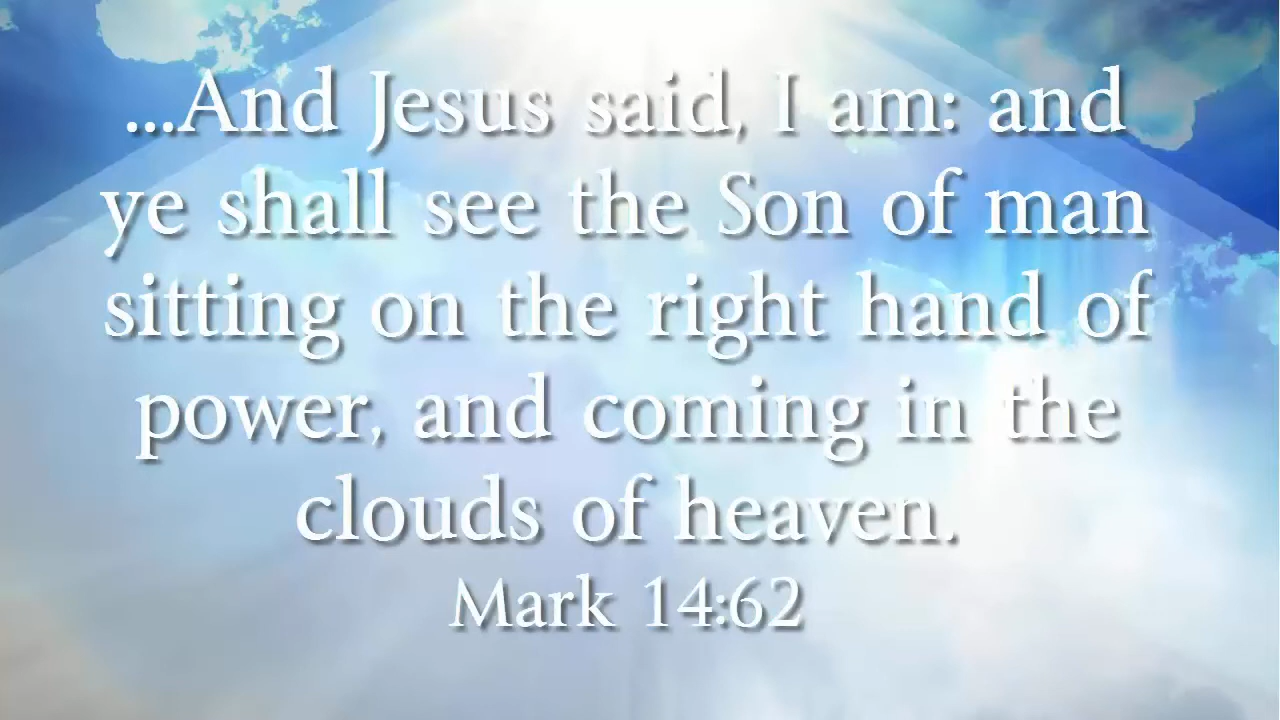 ...And Jesus said, I am: and
ye shall see the Son of man
sitting on the right hand of
power, and coming in the
clouds of heaven.
Mark 14:62